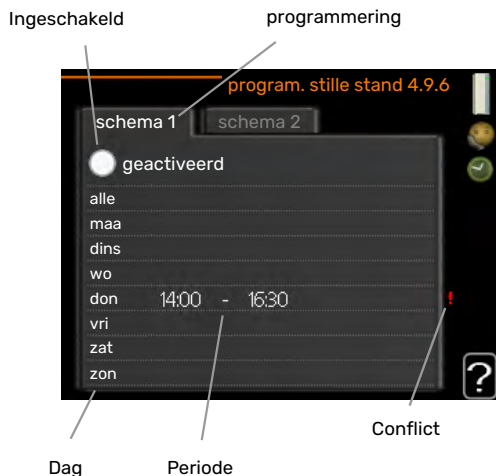 Ingeschakeld
programmering
program. stille stand 4.9.6
schema 1
schema 2
geactiveerd
alle
maa
dins
wo
don 14:00 - 16:30 !
vri
zat
zon
?
Conflict
Dag
Periode